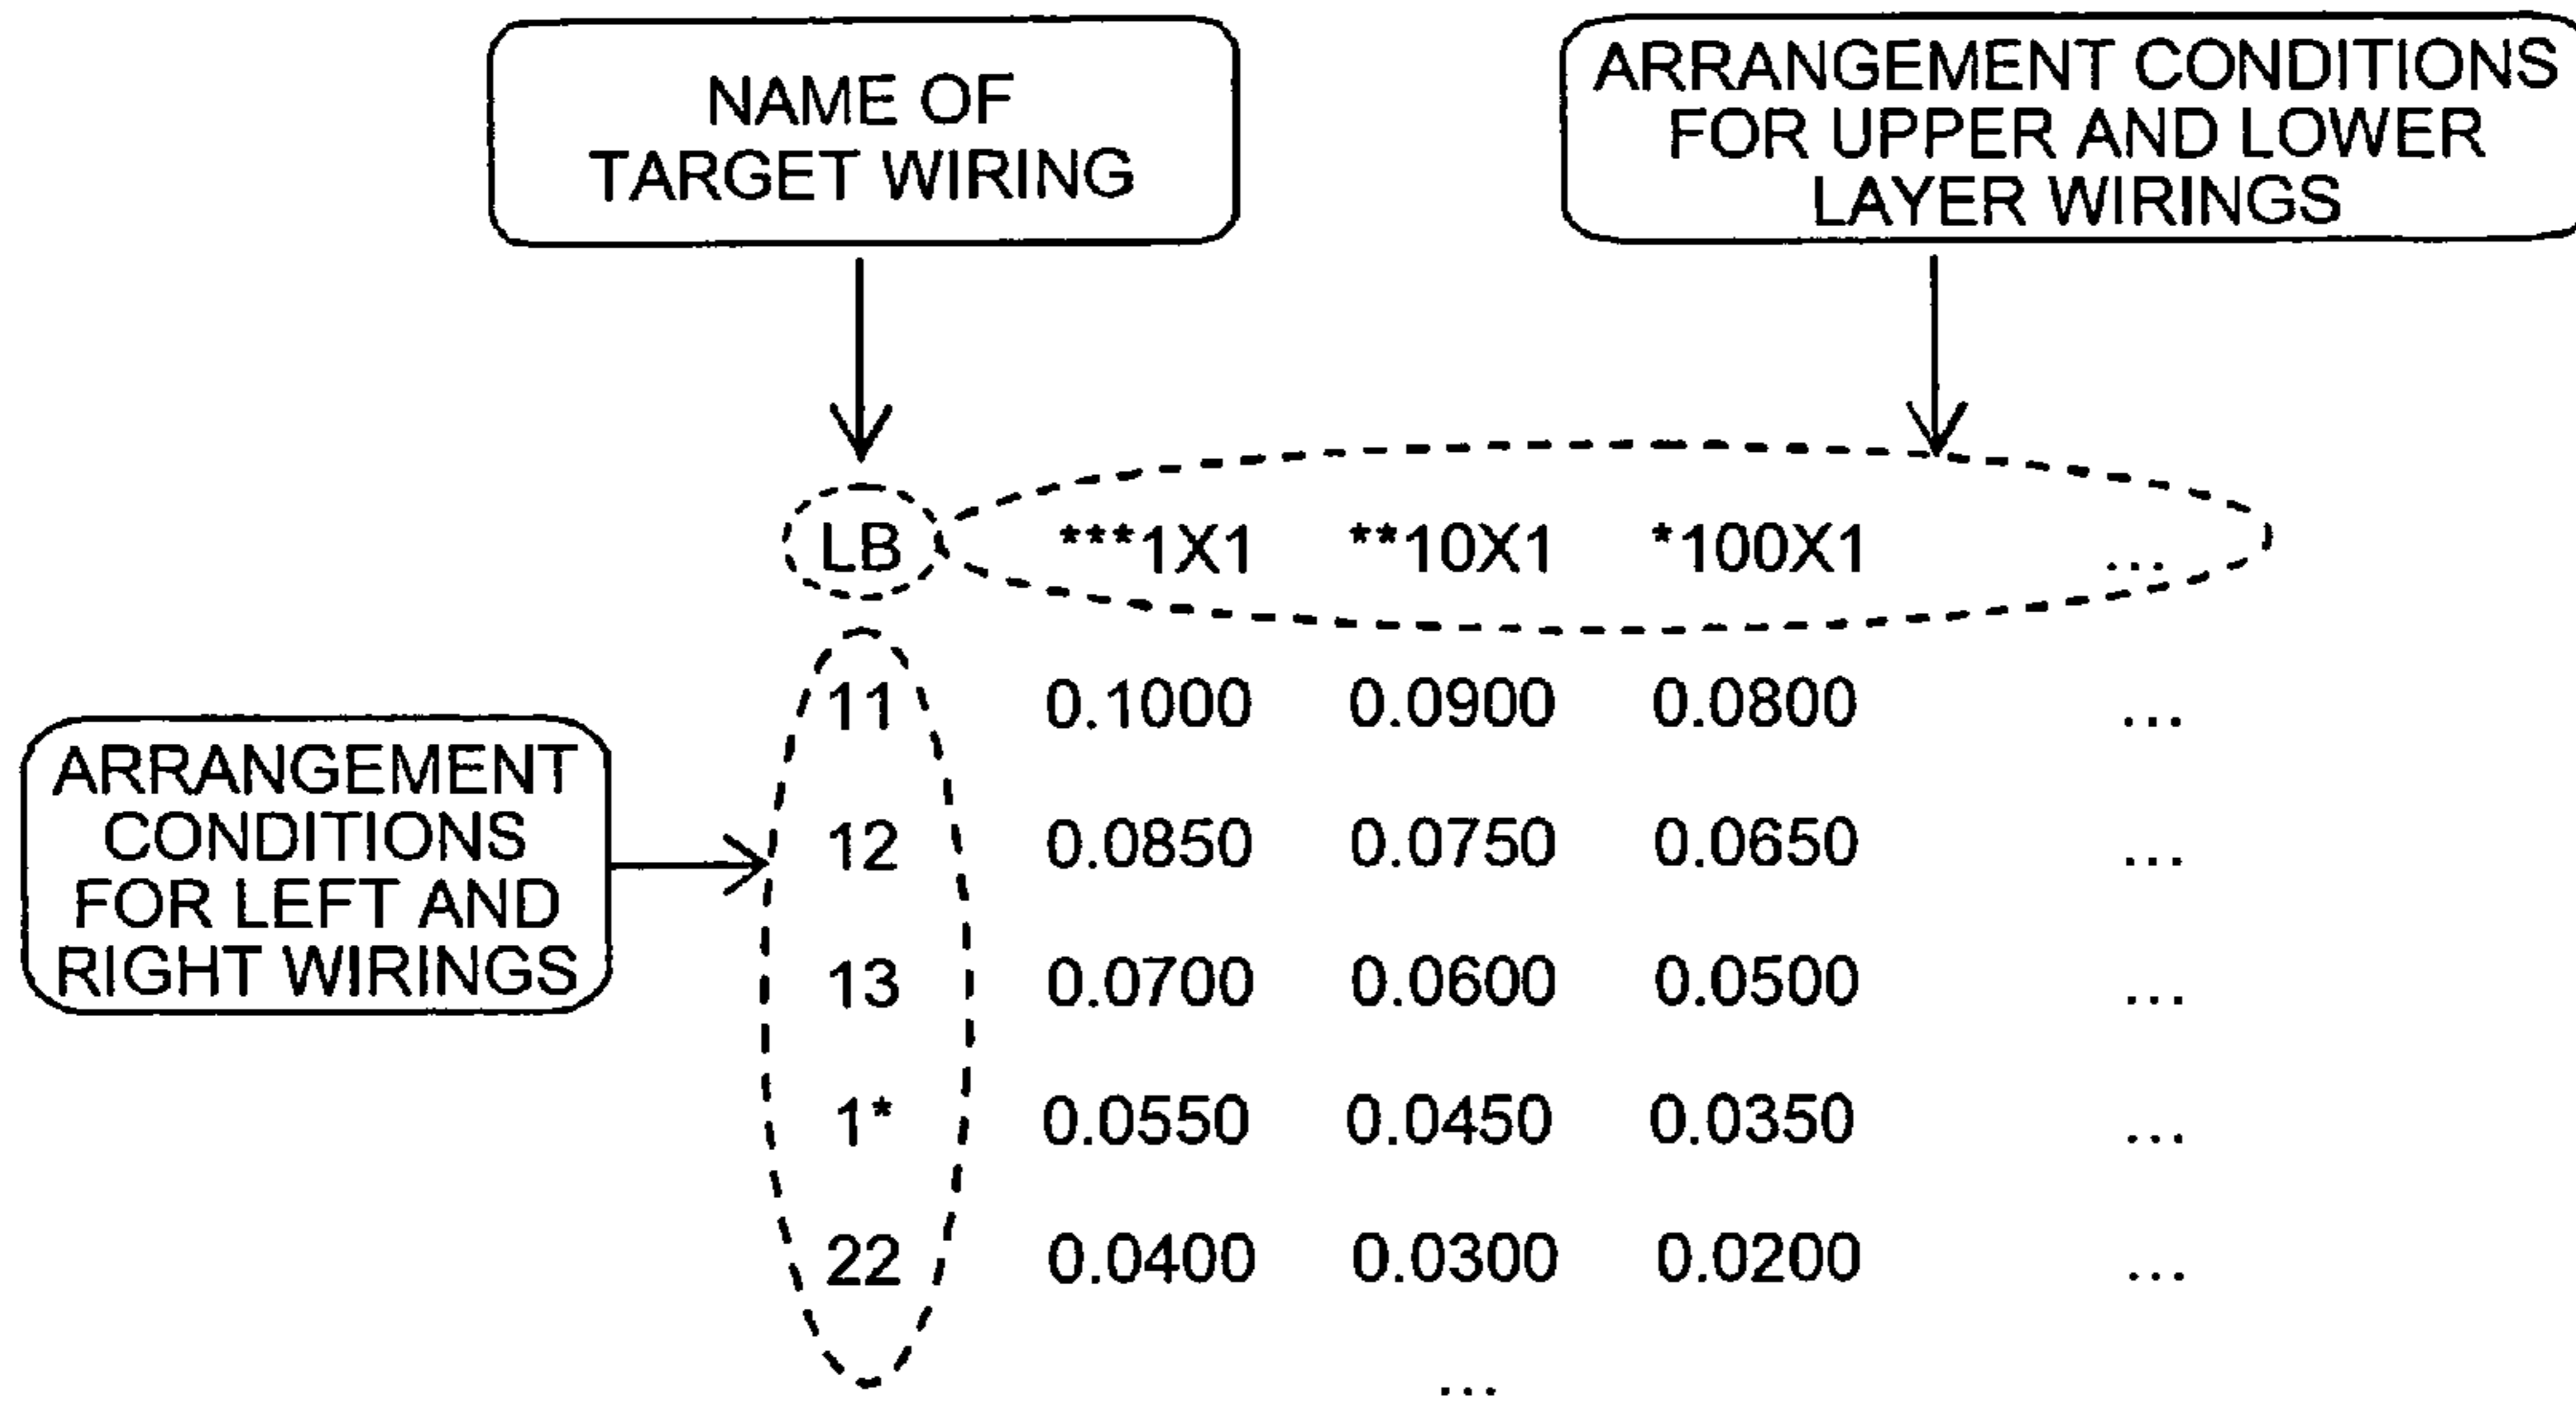 NAME OF
TARGET WIRING
ARRANGEMENT CONDITIONS
FOR UPPER AND LOWER
LAYER WIRINGS
LB ***1X1 **10X1 *100X1 ...
11 0.1000 0.0900 0.0800 ...
12 0.0850 0.0750 0.0650 ...
13 0.0700 0.0600 0.0500 ...
1* 0.0550 0.0450 0.0350 ...
22 0.0400 0.0300 0.0200 ...
...
ARRANGEMENT
CONDITIONS
FOR LEFT AND
RIGHT WIRINGS